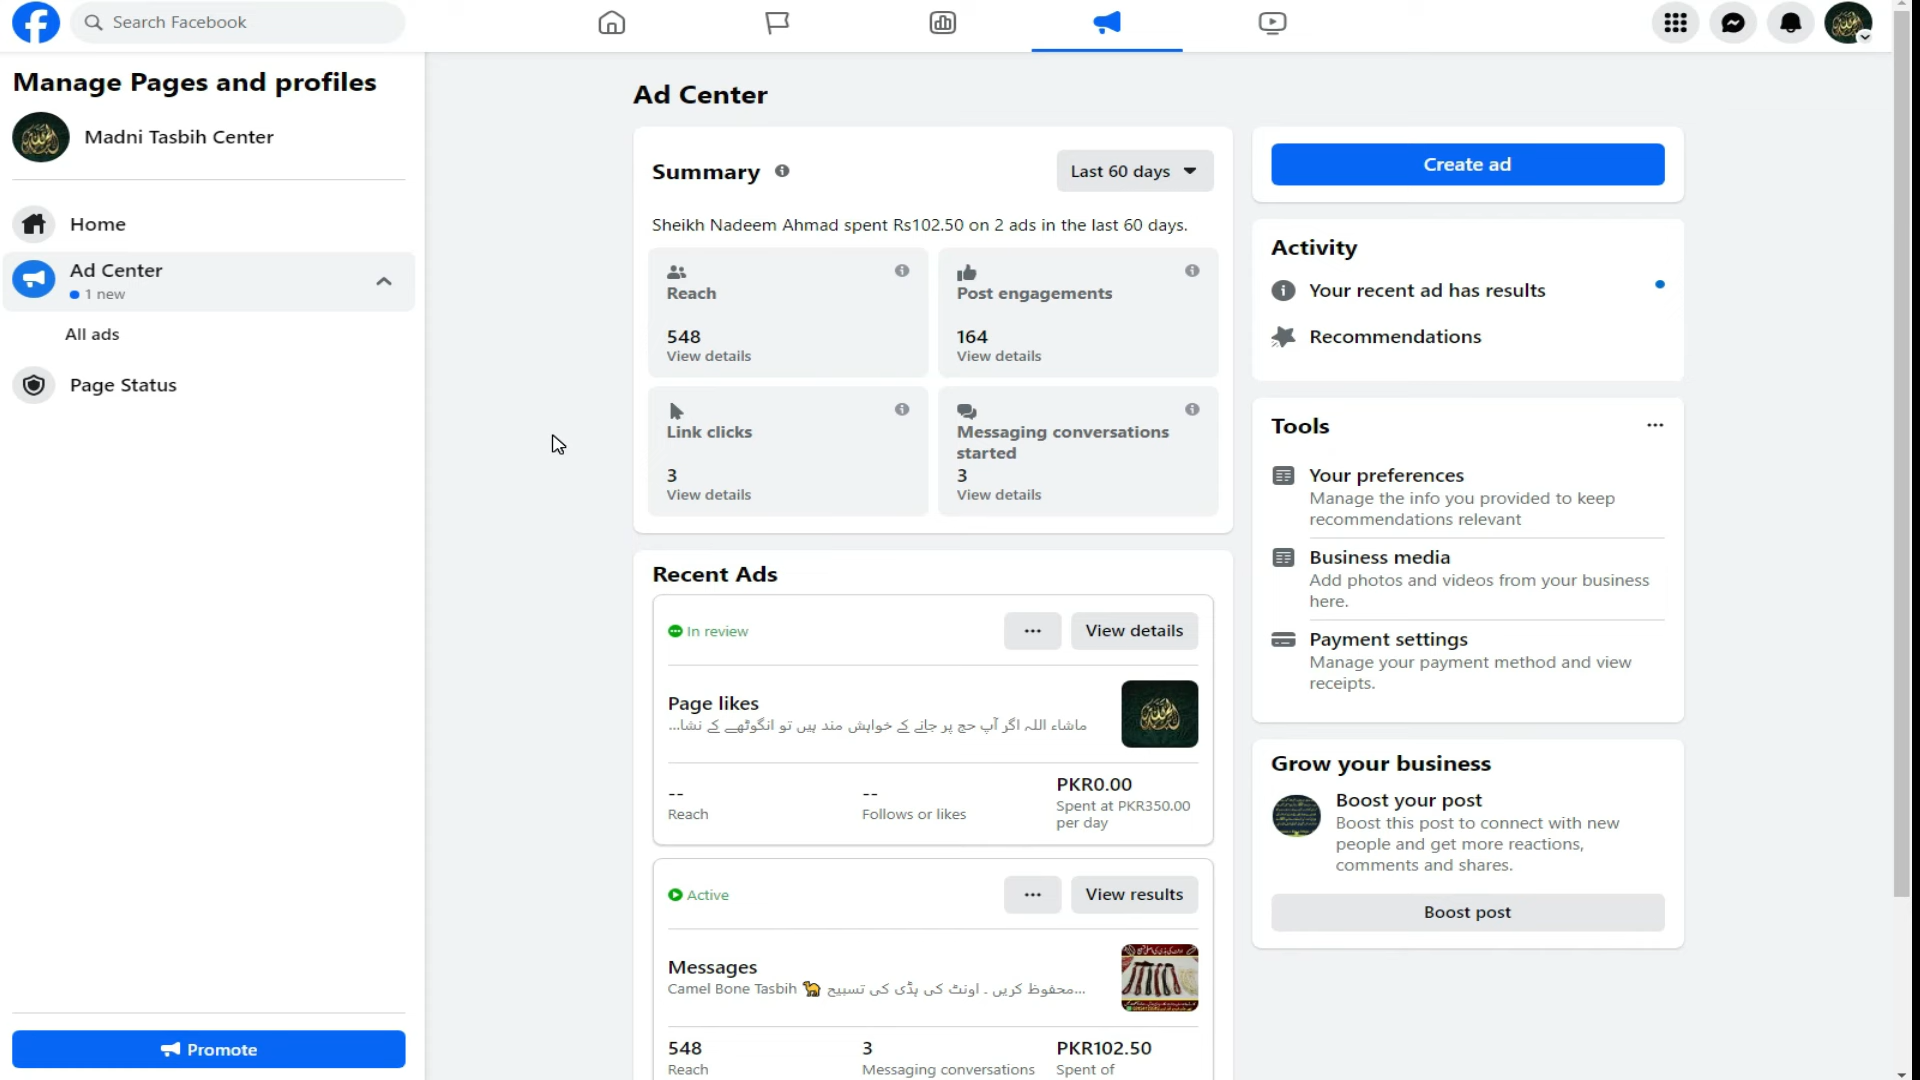 Search Facebook
Manage Pages and profiles
Madni Tasbih Center
Home
Ad Center
1 new
All ads
Page Status
Promote
Ad Center
Summary
Last 60 days
Sheikh Nadeem Ahmad spent Rs102.50 on 2 ads in the last 60 days.
Reach
548
View details
Post engagements
164
View details
Link clicks
3
View details
Messaging conversations
started
3
View details
Recent Ads
In review
View details
Page likes
ماشاء اللہ اگر آپ حج پر جانے کے خواہش مند ہیں تو انگوٹھے کے نشا...
--
Reach
--
Follows or likes
PKR0.00
Spent at PKR350.00
per day
Active
View results
Messages
Camel Bone Tasbih 🐪 محفوظ کریں ۔ اونٹ کی ہڈی کی تسبیح...
548
Reach
3
Messaging conversations
PKR102.50
Spent of
Create ad
Activity
Your recent ad has results
Recommendations
Tools
Your preferences
Manage the info you provided to keep
recommendations relevant
Business media
Add photos and videos from your business
here.
Payment settings
Manage your payment method and view
receipts.
Grow your business
Boost your post
Boost this post to connect with new
people and get more reactions,
comments and shares.
Boost post